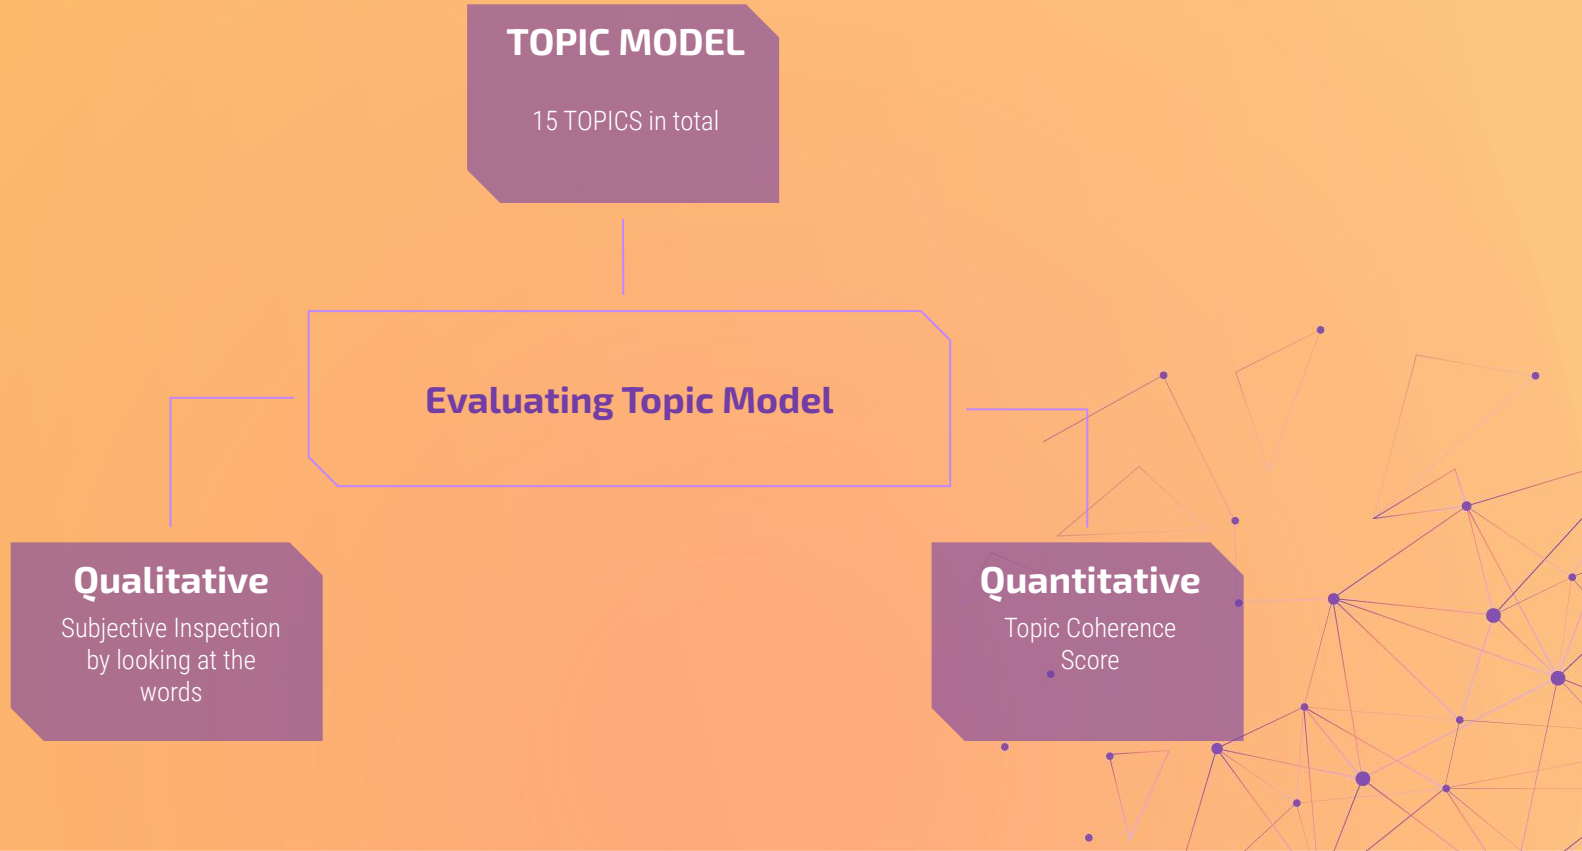 TOPIC MODEL
15 TOPICS in total
Evaluating Topic Model
Qualitative
Subjective Inspection
by looking at the
words
Quantitative
Topic Coherence
Score